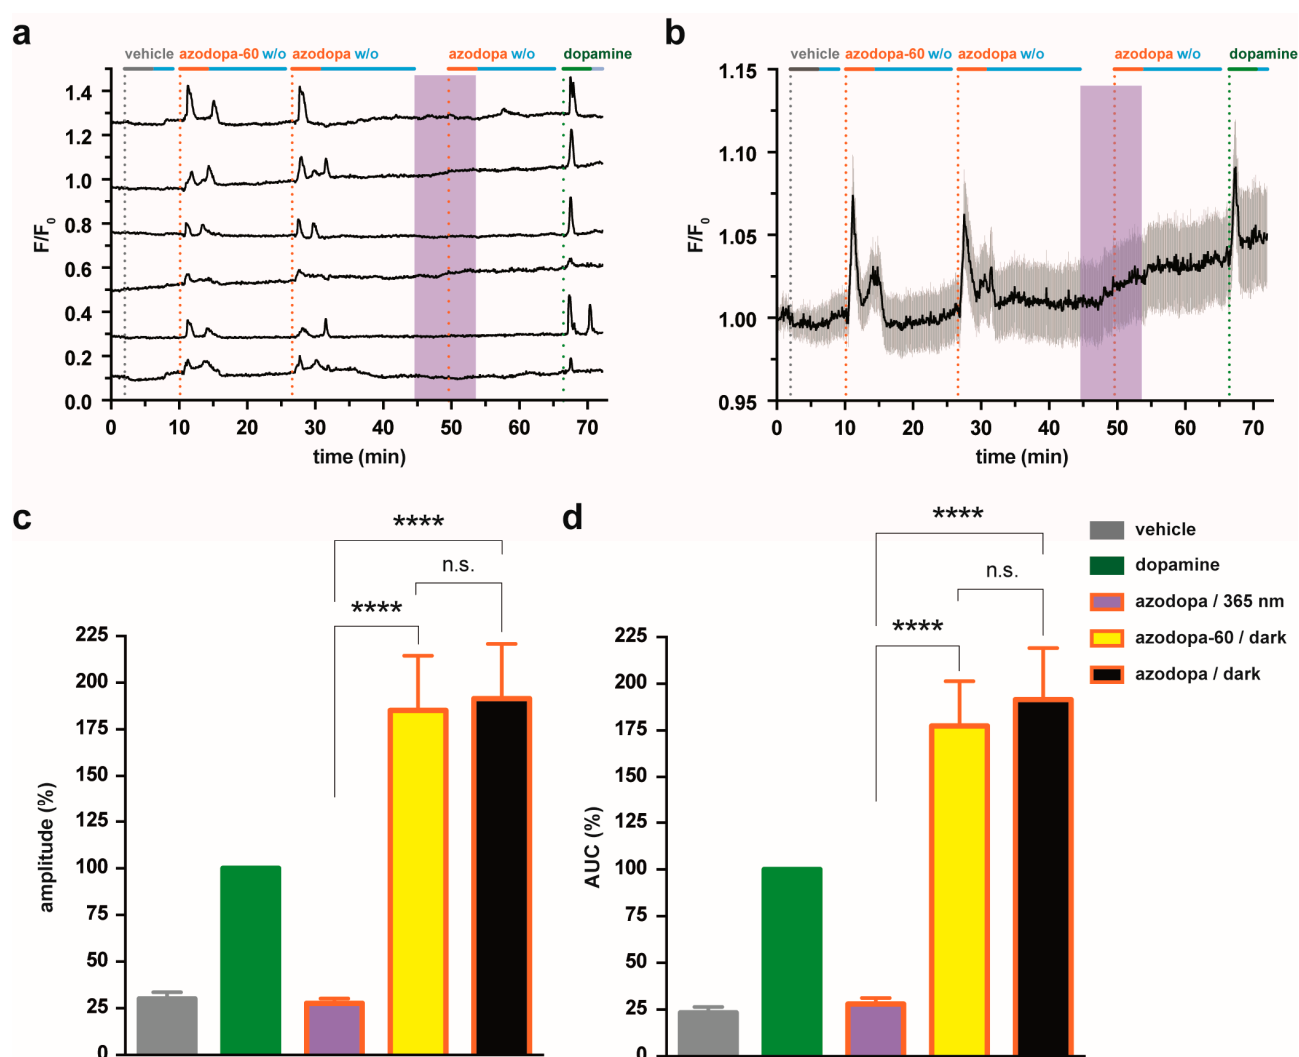 a
vehicle azodopa-60 w/o azodopa w/o azodopa w/o dopamine
1.4
1.2
1.0
0.8
0.6
0.4
0.2
0.0
F/F0
0 10 20 30 40 50 60 70
time (min)
b
vehicle azodopa-60 w/o azodopa w/o azodopa w/o dopamine
1.15
1.10
1.05
1.00
0.95
F/F0
0 10 20 30 40 50 60 70
time (min)
c
****
n.s.
****
225
200
175
150
125
100
75
50
25
0
amplitude (%)
d
****
n.s.
****
225
200
175
150
125
100
75
50
25
0
AUC (%)
vehicle
dopamine
azodopa / 365 nm
azodopa-60 / dark
azodopa / dark